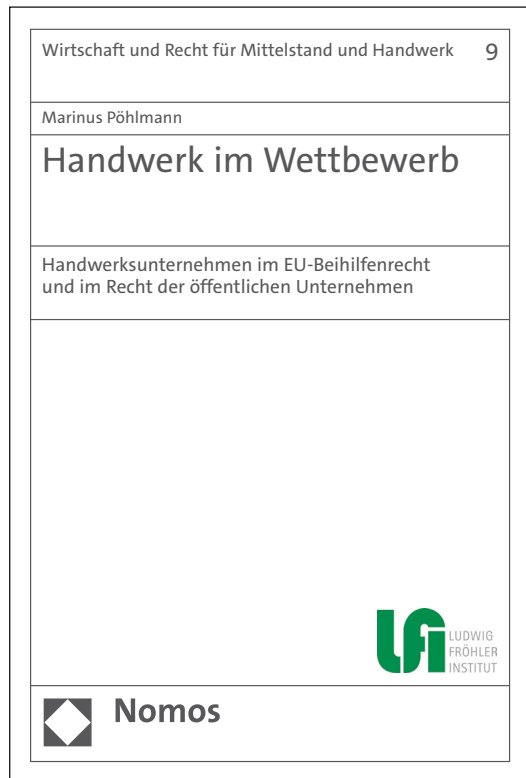 Wirtschaft und Recht für Mittelstand und Handwerk 9
Marinus Pöhlmann
Handwerk im Wettbewerb
Handwerksunternehmen im EU-Beihilfenrecht
und im Recht der öffentlichen Unternehmen
Lfi
LUDWIG
FRÖHLER
INSTITUT
Nomos